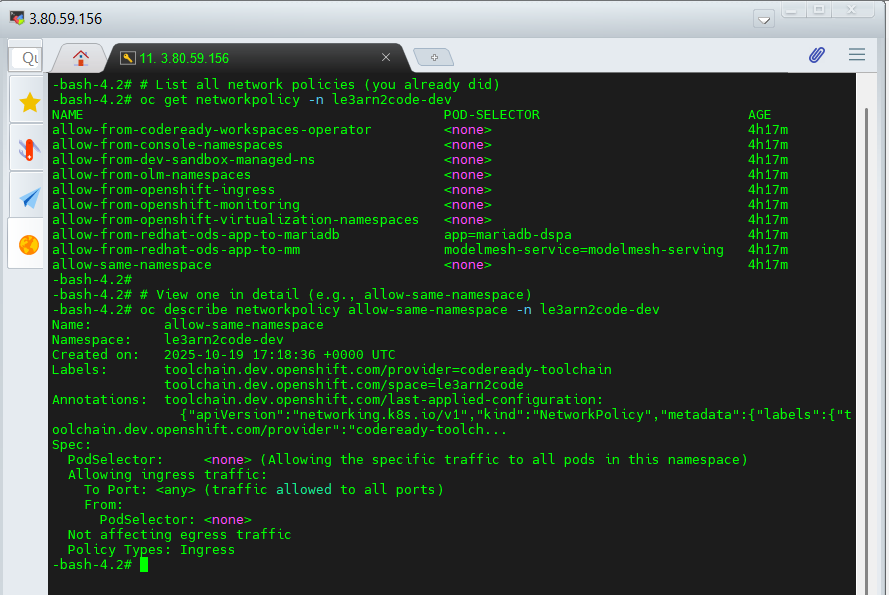 3.80.59.156
Qu
11. 3.80.59.156
-bash-4.2# # List all network policies (you already did)
-bash-4.2# oc get networkpolicy -n le3arn2code-dev
NAME POD-SELECTOR AGE
allow-from-codeready-workspaces-operator <none> 4h17m
allow-from-console-namespaces <none> 4h17m
allow-from-dev-sandbox-managed-ns <none> 4h17m
allow-from-olm-namespaces <none> 4h17m
allow-from-openshift-ingress <none> 4h17m
allow-from-openshift-monitoring <none> 4h17m
allow-from-openshift-virtualization-namespaces <none> 4h17m
allow-from-redhat-ods-app-to-mariadb app=mariadb-dspa 4h17m
allow-from-redhat-ods-app-to-mm modelmesh-service=modelmesh-serving 4h17m
allow-same-namespace <none> 4h17m
-bash-4.2#
-bash-4.2# # View one in detail (e.g., allow-same-namespace)
-bash-4.2# oc describe networkpolicy allow-same-namespace -n le3arn2code-dev
Name: allow-same-namespace
Namespace: le3arn2code-dev
Created on: 2025-10-19 17:18:36 +0000 UTC
Labels: toolchain.dev.openshift.com/provider=codeready-toolchain
toolchain.dev.openshift.com/space=le3arn2code
Annotations: toolchain.dev.openshift.com/last-applied-configuration:
{"apiVersion":"networking.k8s.io/v1","kind":"NetworkPolicy","metadata":{"labels":{"t
oolchain.dev.openshift.com/provider":"codeready-toolch...
Spec:
PodSelector: <none> (Allowing the specific traffic to all pods in this namespace)
Allowing ingress traffic:
To Port: <any> (traffic allowed to all ports)
From:
PodSelector: <none>
Not affecting egress traffic
Policy Types: Ingress
-bash-4.2#